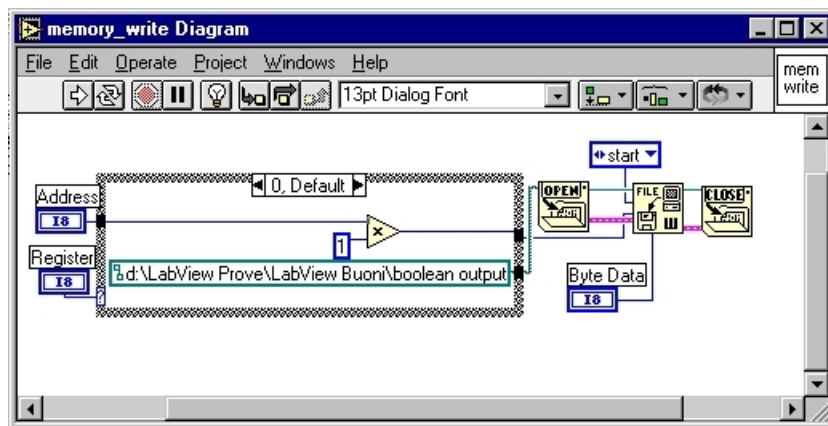 memory_write Diagram
File Edit Operate Project Windows Help
mem
write
13pt Dialog Font
start
0, Default
OPEN
FILE
CLOSE
Address
I8
1
x
Register
I8
?
d:\LabView Prove\LabView Buoni\boolean output
W
Byte Data
I8